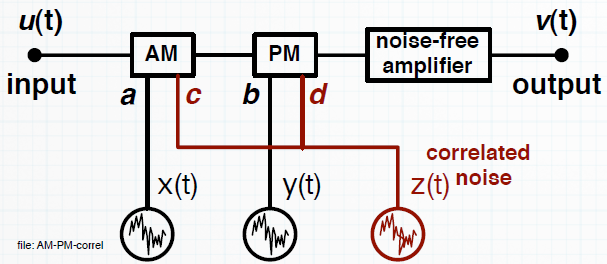 u(t)
v(t)
AM
PM
noise-free
amplifier
input
output
a
c
b
d
correlated
noise
x(t)
y(t)
z(t)
file: AM-PM-correl